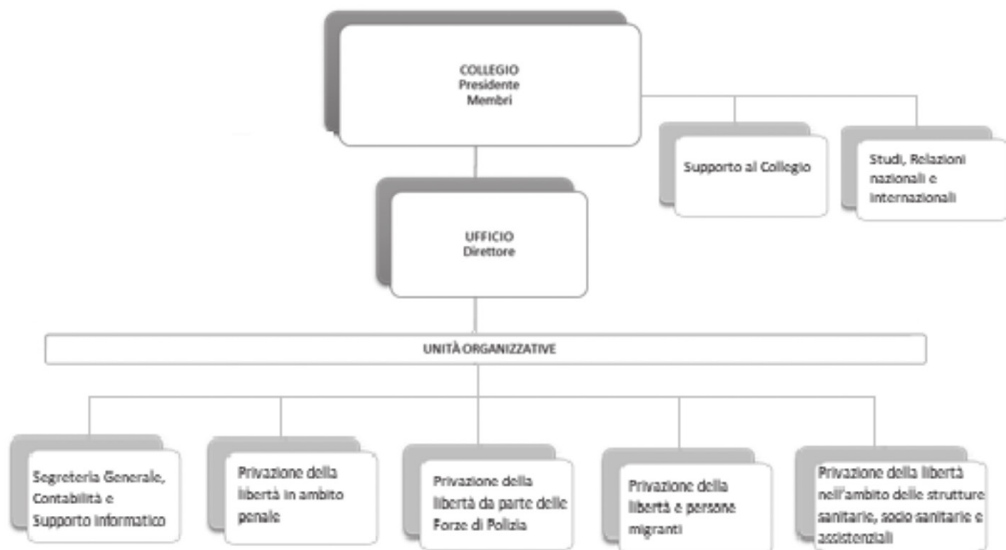 COLLEGIO
Presidente
Membri
Supporto al Collegio
Studi, Relazioni
nazionali e
internazionali
UFFICIO
Direttore
UNITÀ ORGANIZZATIVE
Segreteria Generale,
Contabilità e
Supporto informatico
Privazione della
libertà in ambito
penale
Privazione della
libertà da parte delle
Forze di Polizia
Privazione della
libertà e persone
migranti
Privazione della libertà
nell'ambito delle strutture
sanitarie, socio sanitarie e
assistenziali